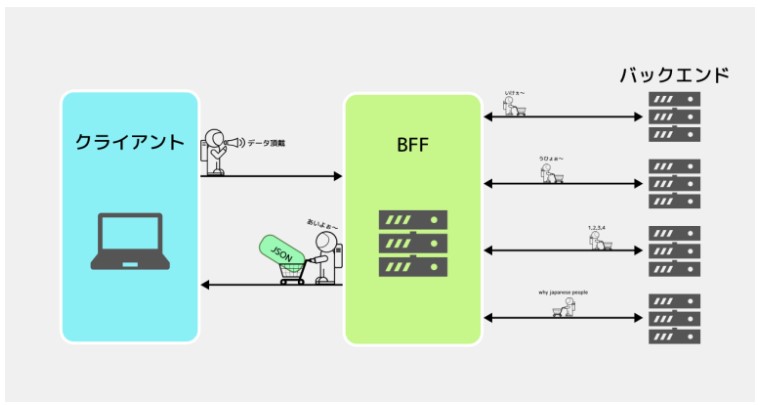 バックエンド
いけぇ〜
クライアント
データ頂戴
BFF
うひょぉ〜
あいよぉ〜
JSON
1,2,3,4
why japanese people